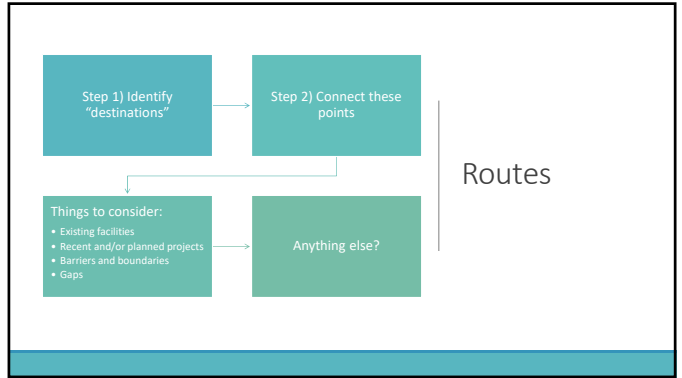 Step 1) Identify
“destinations”
Step 2) Connect these
points
Things to consider:
• Existing facilities
• Recent and/or planned projects
• Barriers and boundaries
• Gaps
Anything else?
Routes